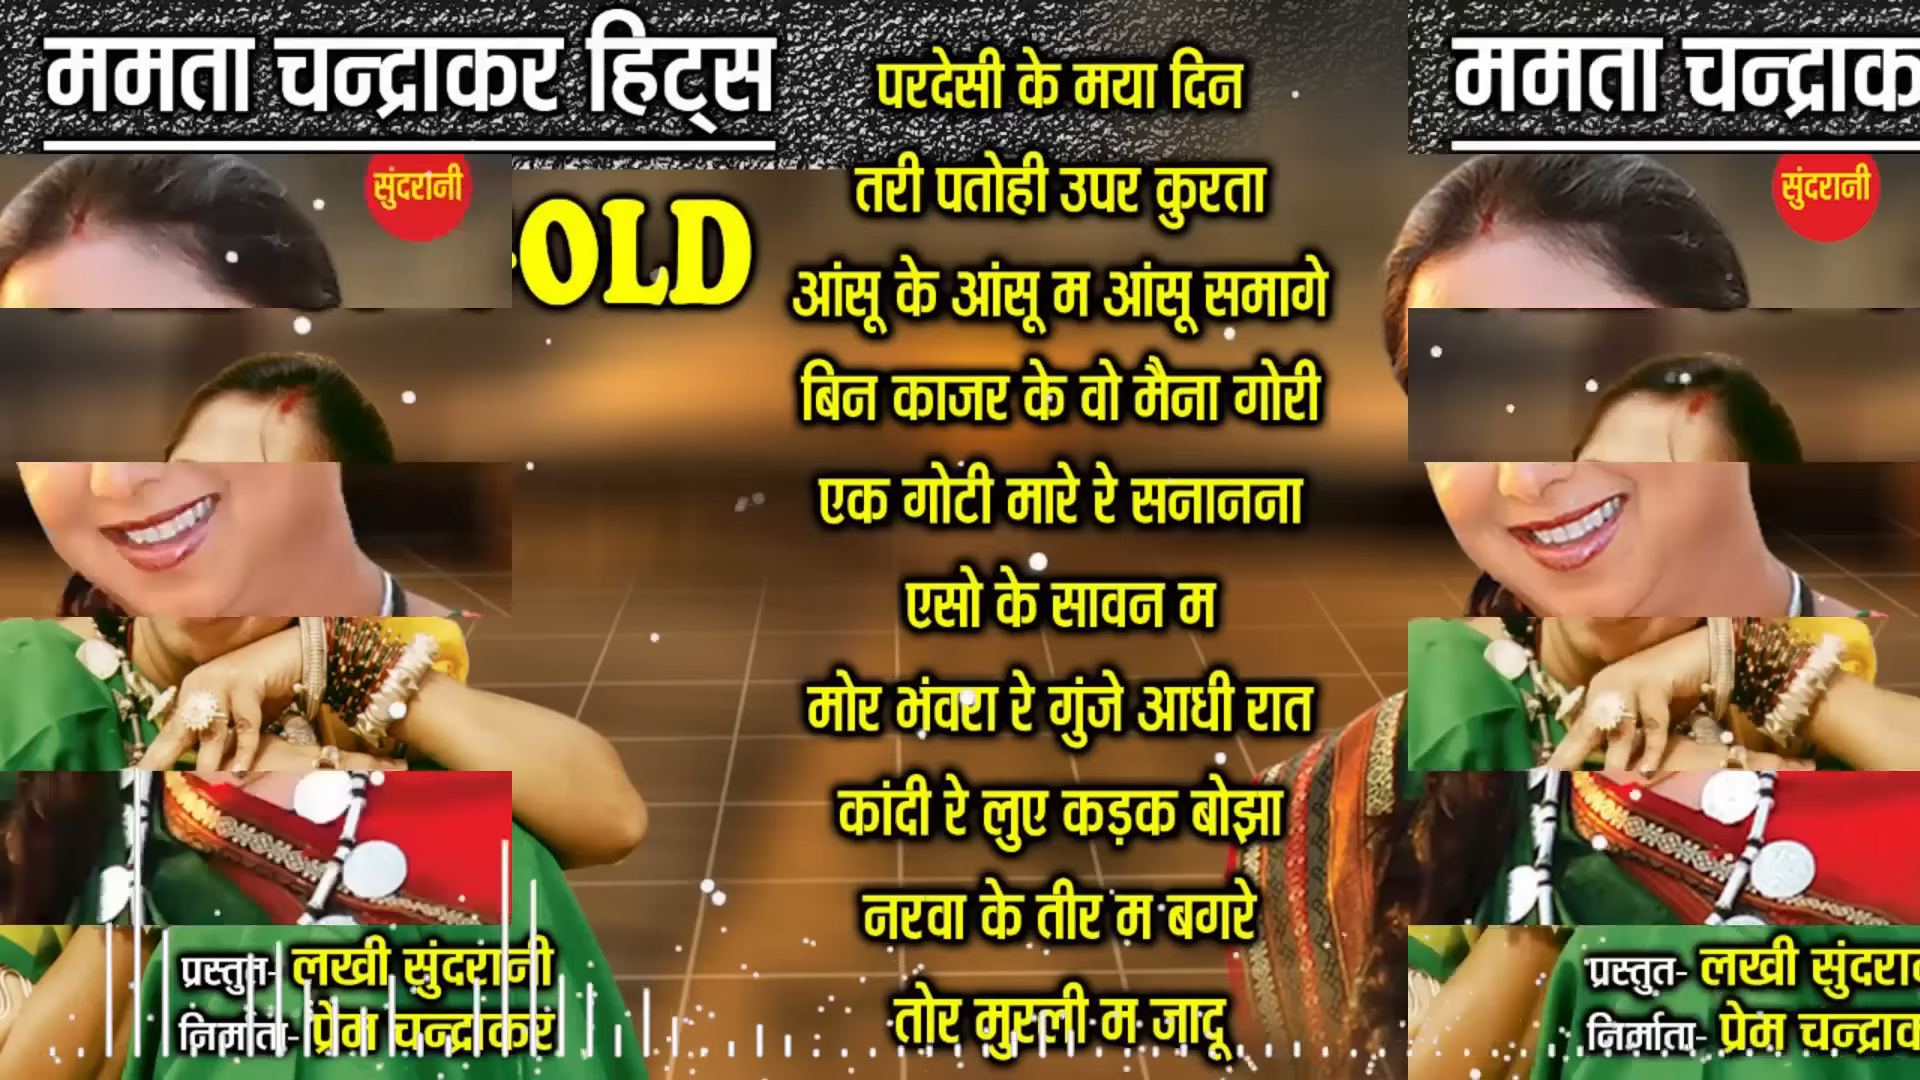 ममता चन्द्राकर हिट्स
सुंदरानी
OLD
परदेसी के मया दिन
तरी पतोही उपर कुरता
आंसू के आंसू म आंसू समागे
बिन काजर के वो मैना गोरी
एक गोटी मारे रे सनानना
एसो के सावन म
मोर भंवरा रे गुंजे आधी रात
कांदी रे लुए कड़क बोझा
नरवा के तीर म बगरे
तोर मुरली म जादू
प्रस्तुत- लखी सुंदरानी
निर्माता- प्रेम चन्द्राकर
ममता चन्द्राक
सुंदरानी
प्रस्तुत- लखी सुंदरा
निर्माता- प्रेम चन्द्राक